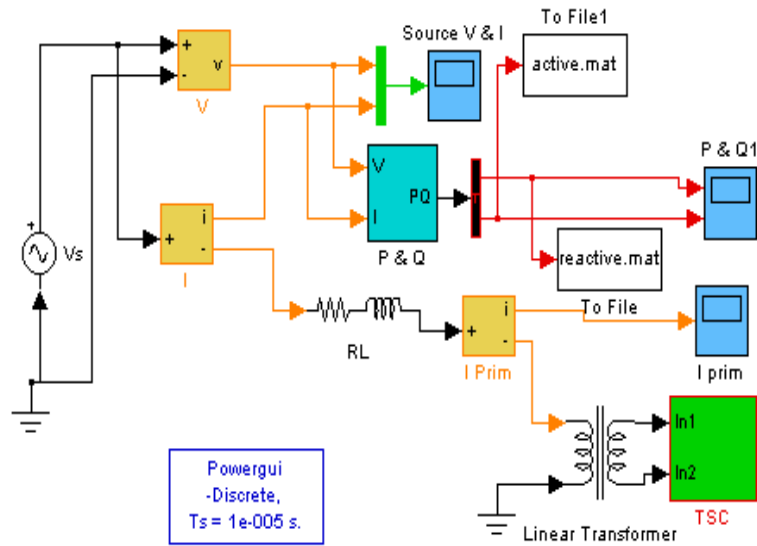 To File1
Source V & I
active.mat
+
v
-
V
P & Q1
V
PQ
I
P & Q
i
+
-
I
+
Vs
reactive.mat
To File
RL
i
+
-
I Prim
I prim
In1
In2
TSC
Linear Transformer
Powergui
-Discrete,
Ts = 1e-005 s.